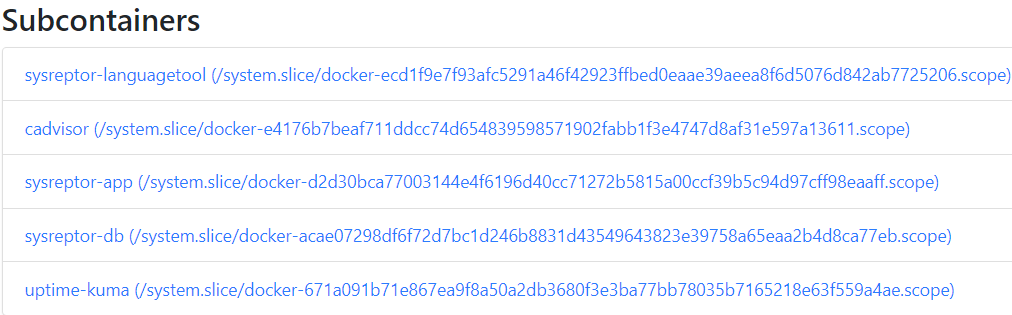 Subcontainers
sysreptor-languagetool (/system.slice/docker-ecd1f9e7f93afc5291a46f42923ffbed0eaae39aeea8f6d5076d842ab7725206.scope)
cadvisor (/system.slice/docker-e4176b7beaf711ddcc74d654839598571902fabb1f3e4747d8af31e597a13611.scope)
sysreptor-app (/system.slice/docker-d2d30bca77003144e4f6196d40cc71272b5815a00ccf39b5c94d97cff98eaaff.scope)
sysreptor-db (/system.slice/docker-acae07298df6f72d7bc1d246b8831d43549643823e39758a65eaa2b4d8ca77eb.scope)
uptime-kuma (/system.slice/docker-671a091b71e867ea9f8a50a2db3680f3e3ba77bb78035b7165218e63f559a4ae.scope)